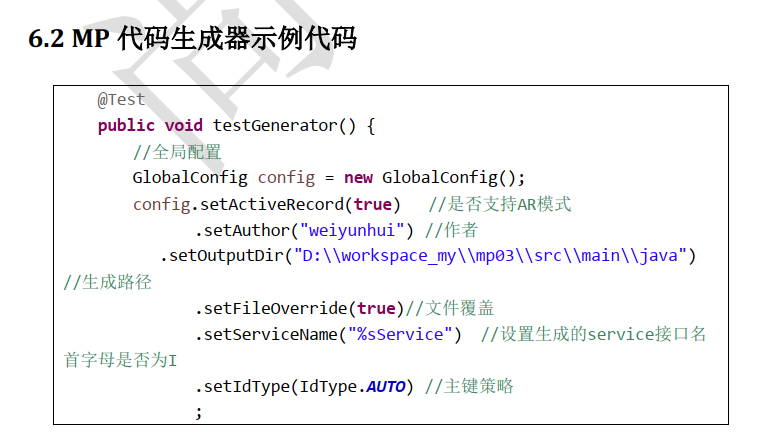 6.2 MP 代码生成器示例代码
@Test
public void testGenerator() {
//全局配置
GlobalConfig config = new GlobalConfig();
config.setActiveRecord(true) //是否支持AR模式
.setAuthor("weiyunhui") //作者
.setOutputDir("D:\\workspace_my\\mp03\\src\\main\\java")
//生成路径
.setFileOverride(true)//文件覆盖
.setServiceName("%sService") //设置生成的service接口名
首字母是否为I
.setIdType(IdType.AUTO) //主键策略
;